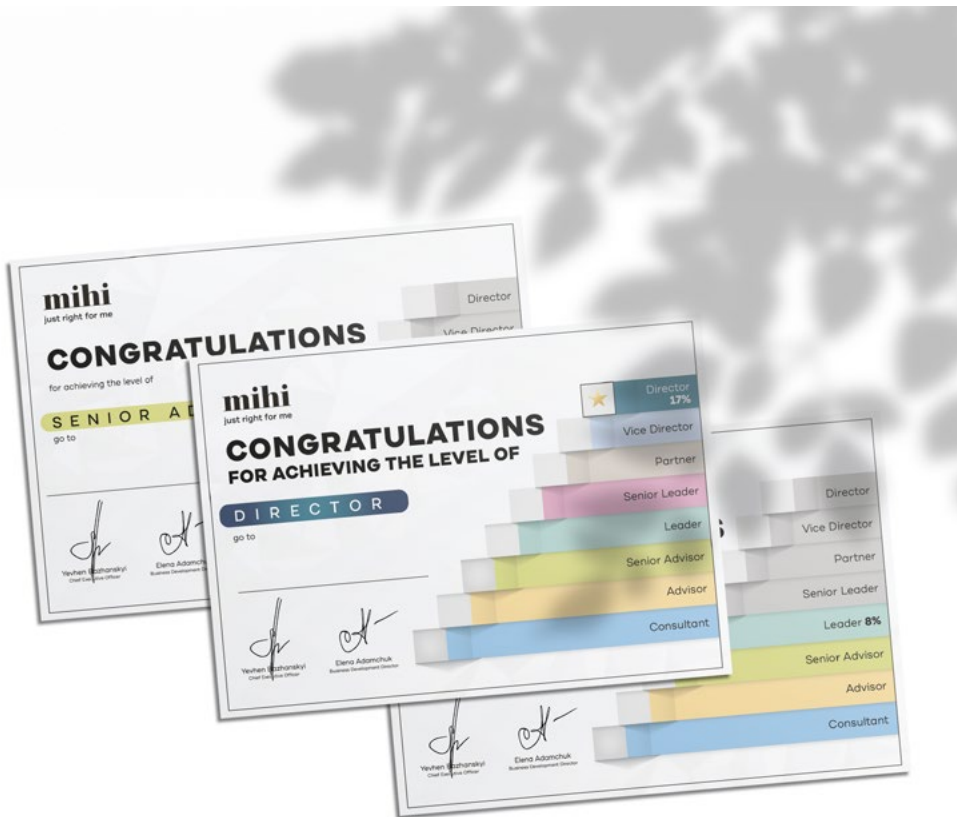 mihi
just right for me
CONGRATULATIONS
for achieving the level of
SENIOR
go to
Director
Vice Director
Yevhen Bazhanskyi
Chief Executive Officer
Elena Adamchuk
Business Development
mihi
just right for me
CONGRATULATIONS
FOR ACHIEVING THE LEVEL OF
DIRECTOR
go to
Director
17%
Vice Director
Partner
Senior Leader
Leader
Senior Advisor
Advisor
Consultant
Yevhen Bazhanskyi
Chief Executive Officer
Elena Adamchuk
Business Development Director
Director
Vice Director
Partner
Senior Leader
Leader 8%
Senior Advisor
Advisor
Consultant
Yevhen Bazhanskyi
Chief Executive Officer
Elena Adamchuk
Business Development Director